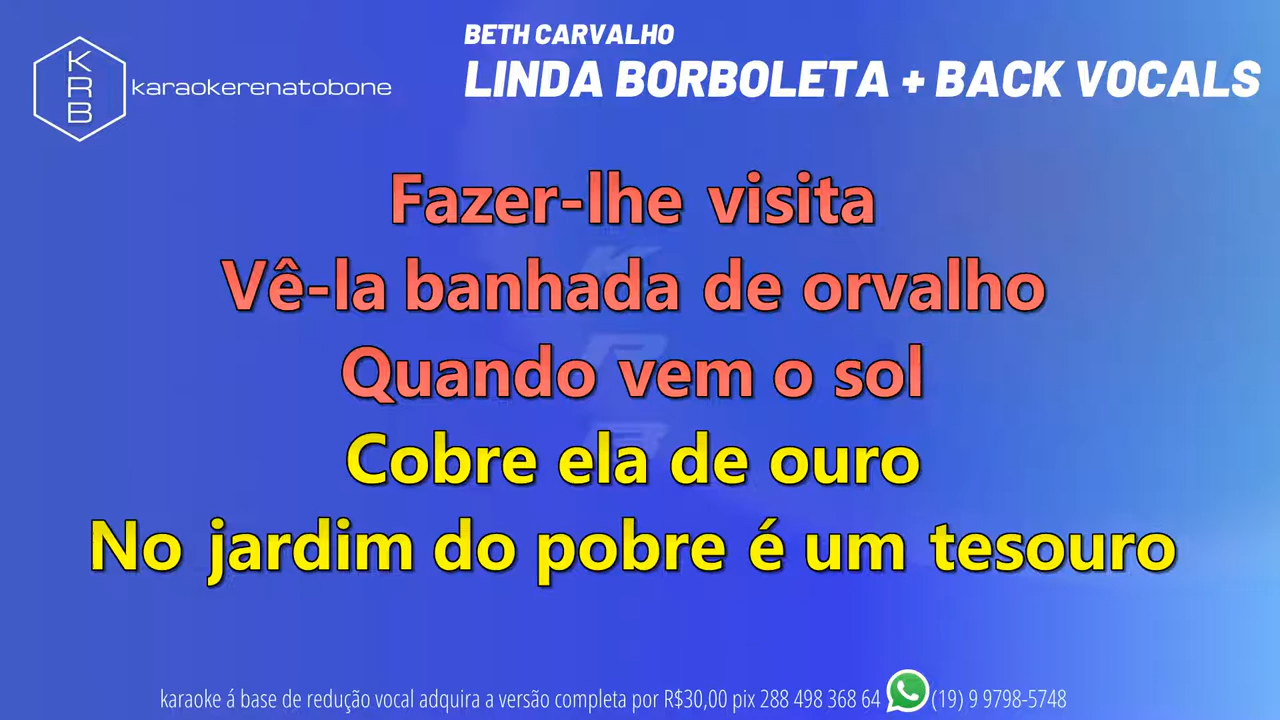 BETH CARVALHO
LINDA BORBOLETA + BACK VOCALS
K
R
B
karaokerenatobone
Fazer-lhe visita
Vê-la banhada de orvalho
Quando vem o sol
Cobre ela de ouro
No jardim do pobre é um tesouro
K
R
B
karaoke á base de redução vocal adquira a versão completa por R$30,00 pix 288 498 368 64 (19) 9 9798-5748